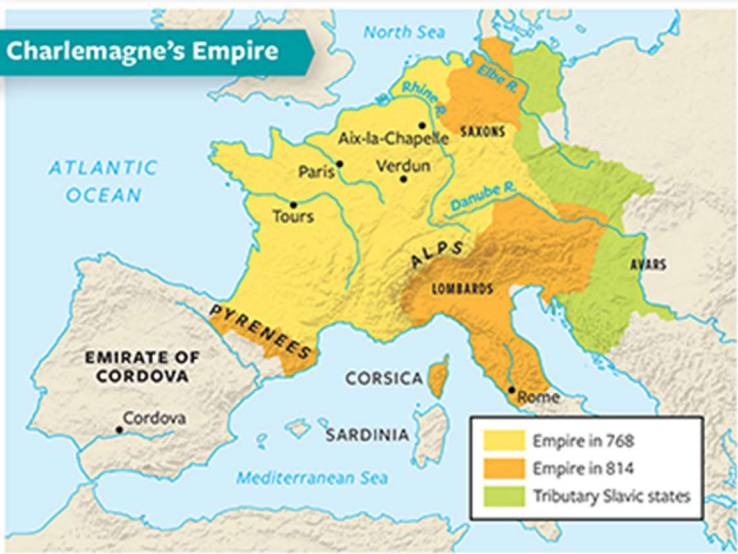 Charlemagne's Empire
North Sea
Elbe R.
Rhine R.
SAXONS
Aix-la-Chapelle
Paris
Verdun
ATLANTIC
OCEAN
Danube R.
Tours
ALPS
AVARS
LOMBARDS
PYRENEES
EMIRATE OF
CORDOVA
CORSICA
Rome
Cordova
SARDINIA
Mediterranean Sea
Empire in 768
Empire in 814
Tributary Slavic states